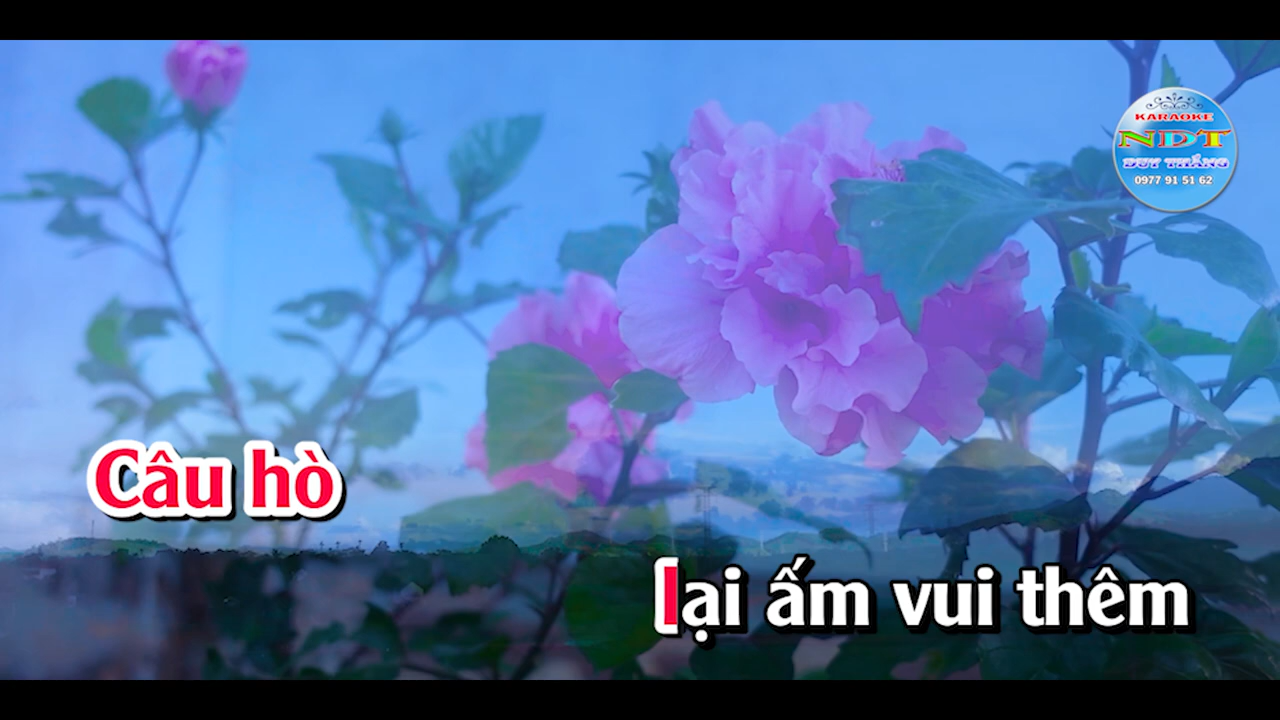 KARAOKE
NDT
DUY THẮNG
0977 91 51 62
Câu hò
lại ấm vui thêm